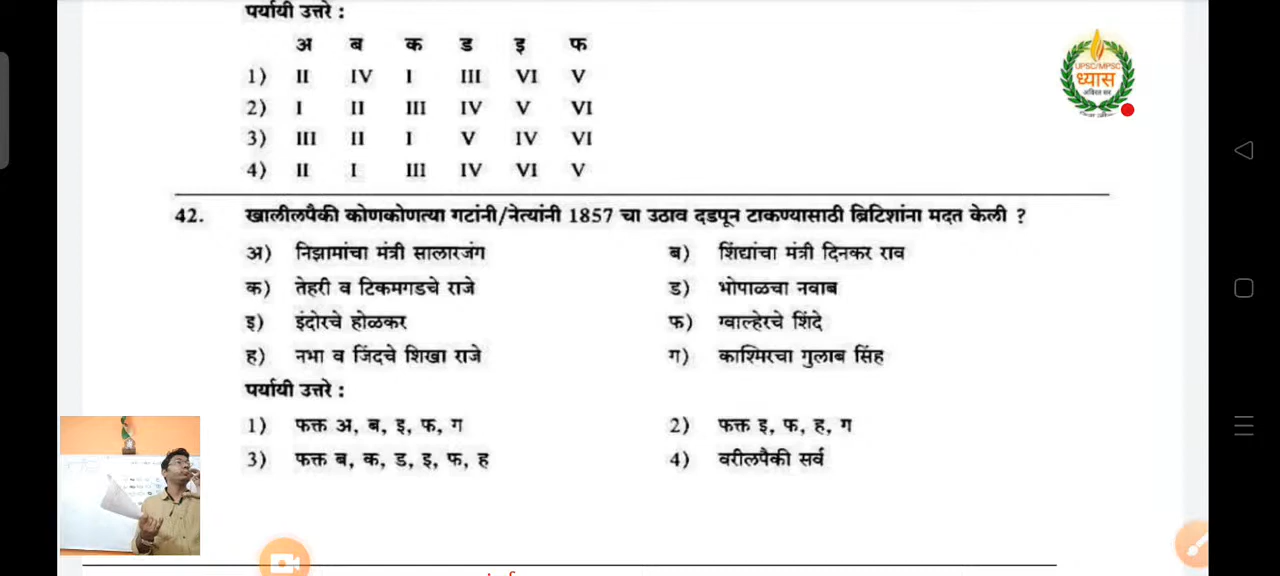 पर्यायी उत्तरे :
अ ब क ड इ फ
1) II IV I III VI V
2) I II III IV V VI
3) III II I V IV VI
4) II I III IV VI V
UPSC/MPSC
ध्यास
42. खालीलपैकी कोणकोणत्या गटांनी/नेत्यांनी 1857 चा उठाव दडपून टाकण्यासाठी ब्रिटिशांना मदत केली ?
अ) निझामांचा मंत्री सालारजंग ब) शिंद्यांचा मंत्री दिनकर राव
क) तेहरी व टिकमगडचे राजे ड) भोपाळचा नवाब
इ) इंदोरचे होळकर फ) ग्वाल्हेरचे शिंदे
ह) नभा व जिंदचे शिखा राजे ग) काश्मिरचा गुलाब सिंह
पर्यायी उत्तरे :
1) फक्त अ, ब, इ, फ, ग 2) फक्त इ, फ, ह, ग
3) फक्त ब, क, ड, इ, फ, ह 4) वरीलपैकी सर्व